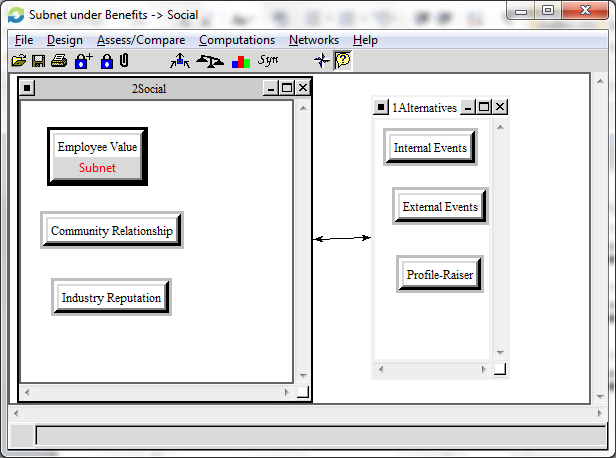 Subnet under Benefits -> Social
File Design Assess/Compare Computations Networks Help
Syn
2Social
Employee Value
Subnet
Community Relationship
Industry Reputation
1Alternatives
Internal Events
External Events
Profile-Raiser